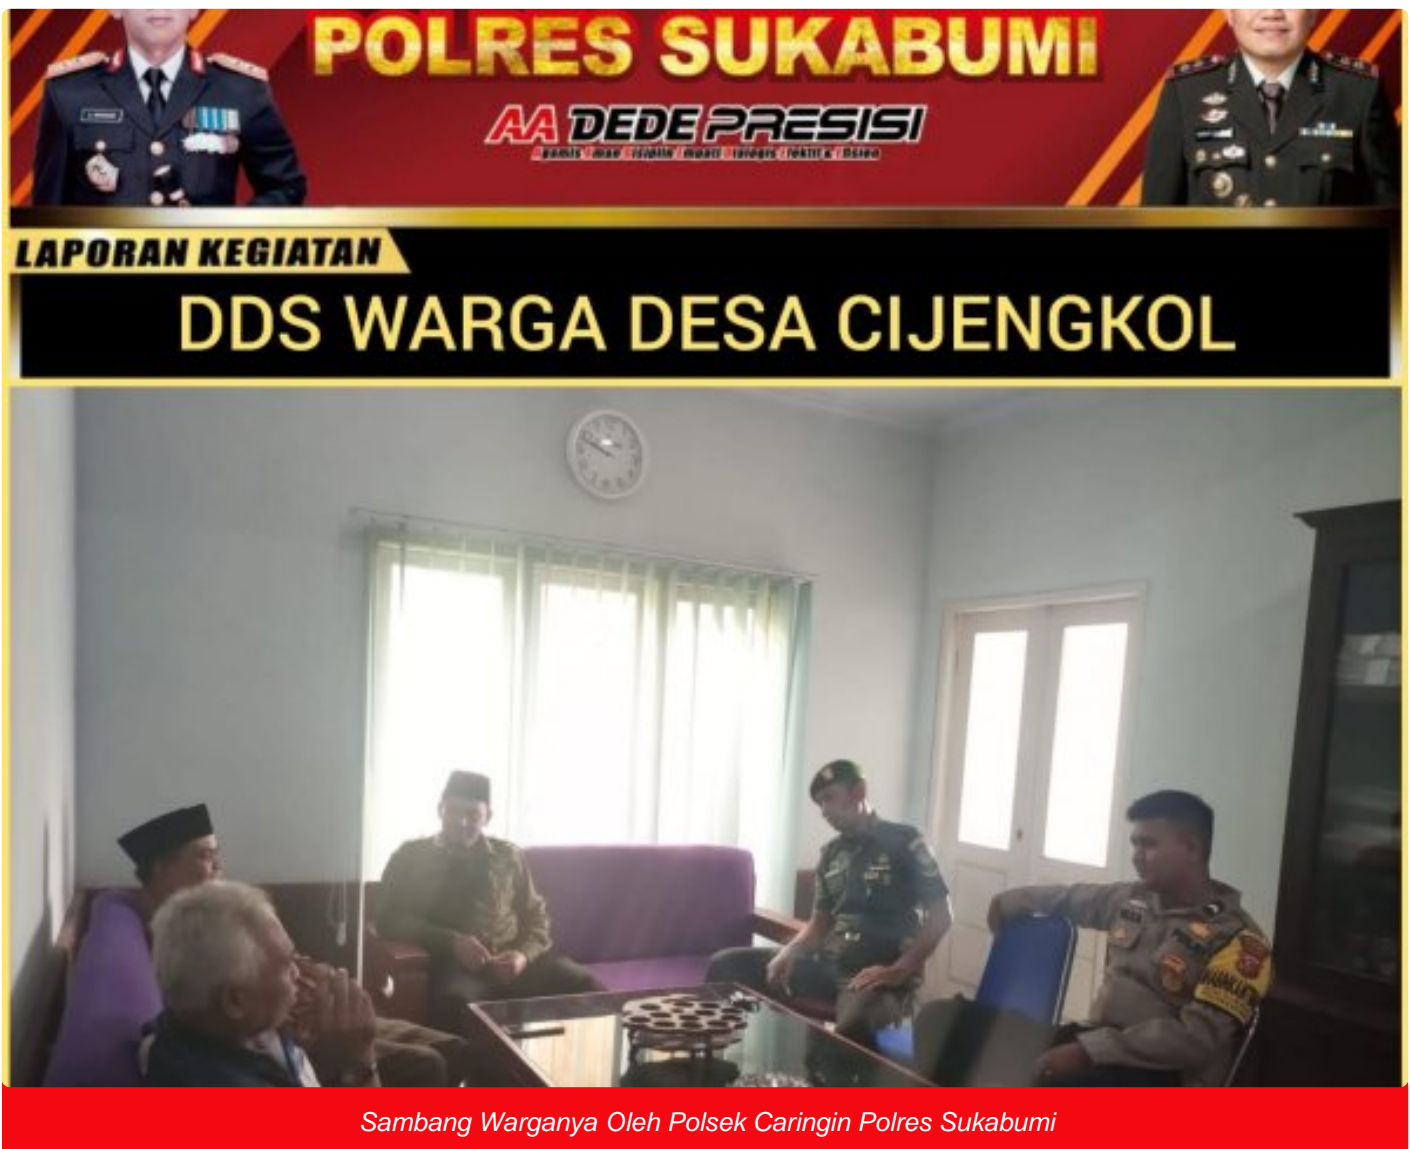 POLRES SUKABUMI
AA DEDE PRESISI
LAPORAN KEGIATAN
DDS WARGA DESA CIJENGKOL
Sambang Warganya Oleh Polsek Caringin Polres Sukabumi